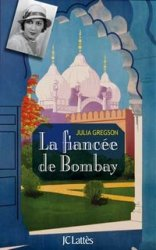 JULIA GREGSON
La fiancée
de Bombay
JC Lattès